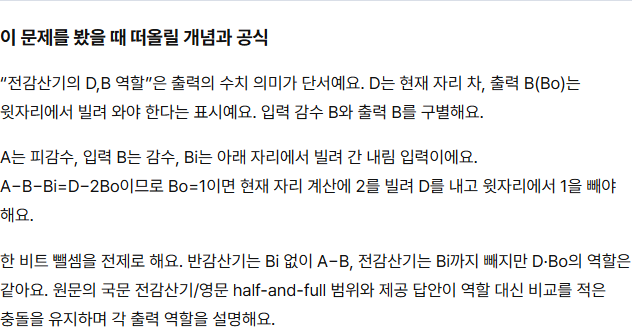 이 문제를 봤을 때 떠올릴 개념과 공식
“전감산기의 D,B 역할”은 출력의 수치 의미가 단서예요. D는 현재 자리 차, 출력 B(Bo)는
윗자리에서 빌려 와야 한다는 표시예요. 입력 감수 B와 출력 B를 구별해요.
A는 피감수, 입력 B는 감수, Bi는 아래 자리에서 빌려 간 내림 입력이에요.
A−B−Bi=D−2Bo이므로 Bo=1이면 현재 자리 계산에 2를 빌려 D를 내고 윗자리에서 1을 빼야
해요.
한 비트 뺄셈을 전제로 해요. 반감산기는 Bi 없이 A−B, 전감산기는 Bi까지 빼지만 D·Bo의 역할은
같아요. 원문의 국문 전감산기/영문 half-and-full 범위와 제공 답안이 역할 대신 비교를 적은
충돌을 유지하며 각 출력 역할을 설명해요.